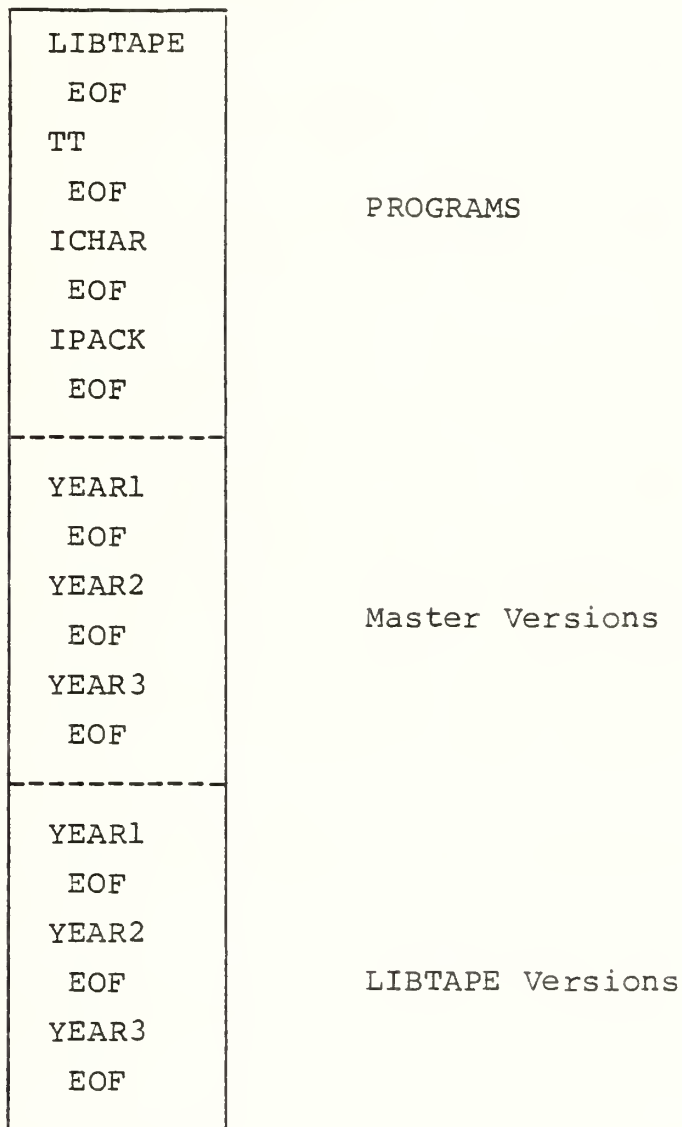 LIBTAPE
EOF
TT
EOF
PROGRAMS
ICHAR
EOF
IPACK
EOF
YEAR1
EOF
YEAR2
EOF
Master Versions
YEAR3
EOF
YEAR1
EOF
YEAR2
EOF
LIBTAPE Versions
YEAR3
EOF